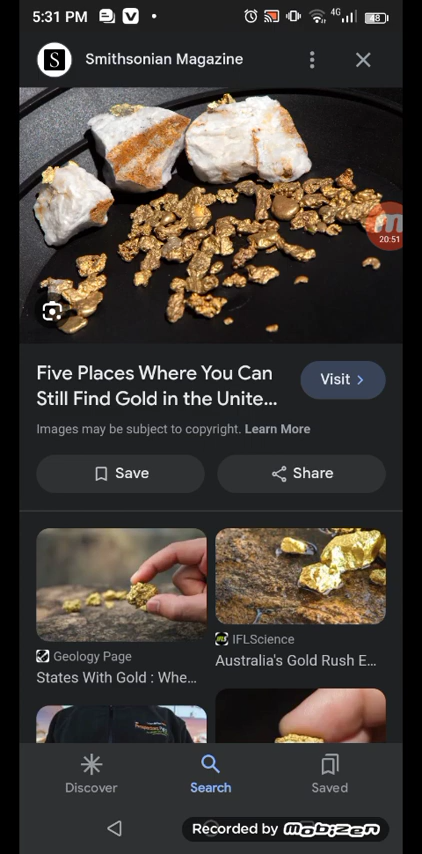 5:31 PM
4G
48
S
Smithsonian Magazine
20:51
Five Places Where You Can
Still Find Gold in the Unite...
Visit
Images may be subject to copyright. Learn More
Save
Share
Geology Page
States With Gold : Whe...
IFLScience
Australia's Gold Rush E...
Discover
Search
Saved
Recorded by mobizen